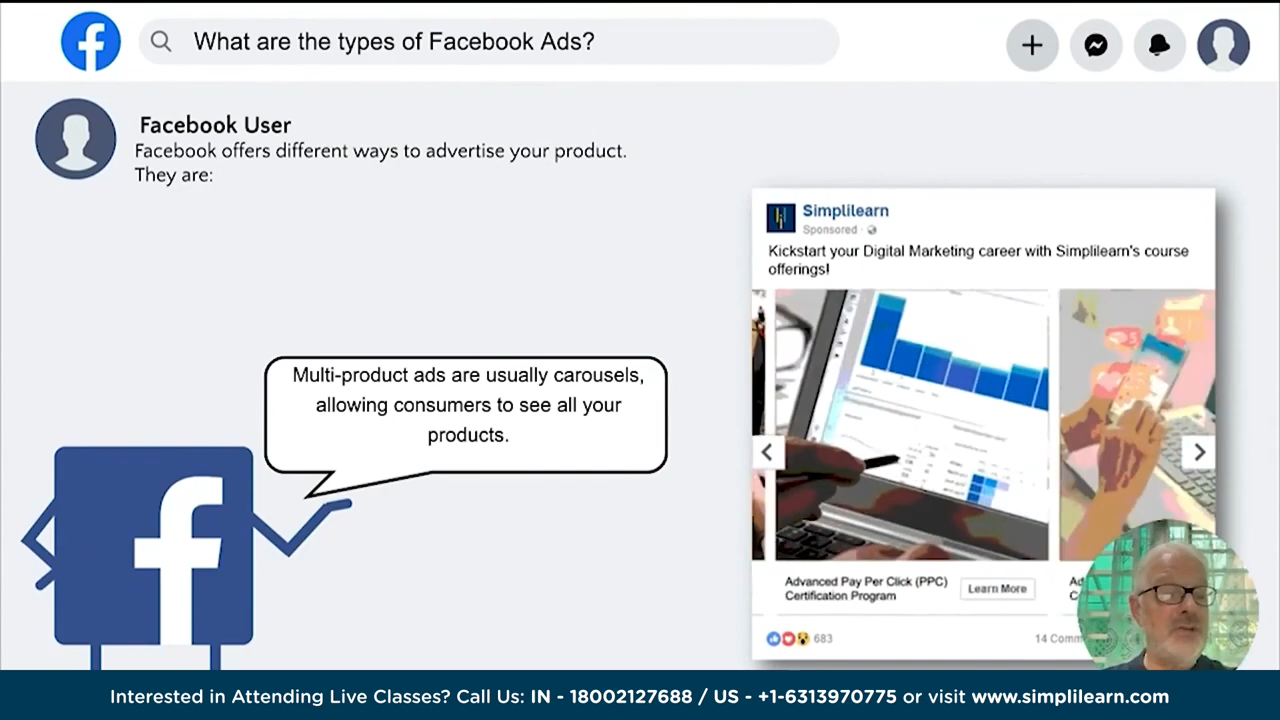 What are the types of Facebook Ads?
Facebook User
Facebook offers different ways to advertise your product.
They are:
Simplilearn
Sponsored ·
Kickstart your Digital Marketing career with Simplilearn's course
offerings!
Multi-product ads are usually carousels,
allowing consumers to see all your
products.
Advanced Pay Per Click (PPC)
Certification Program
Learn More
683
14
Interested in Attending Live Classes? Call Us: IN - 18002127688 / US - +1-6313970775 or visit www.simplilearn.com